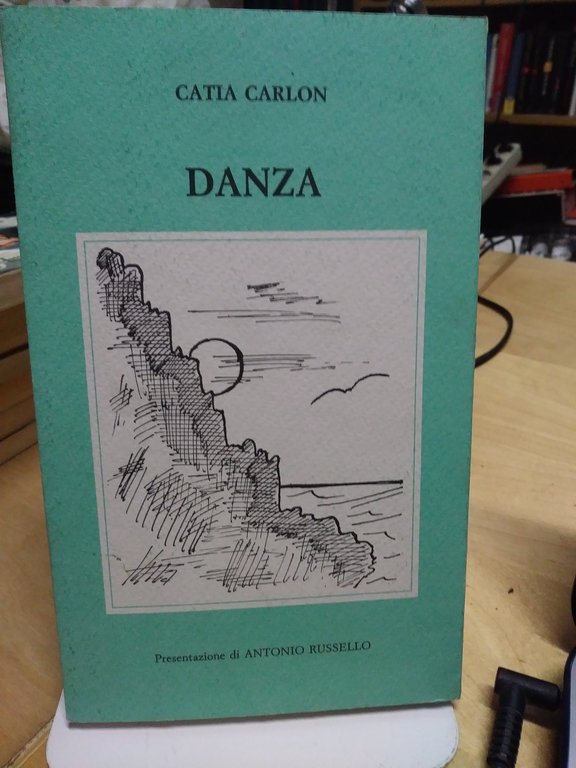 CATIA CARLON
DANZA
Presentazione di ANTONIO RUSSELLO